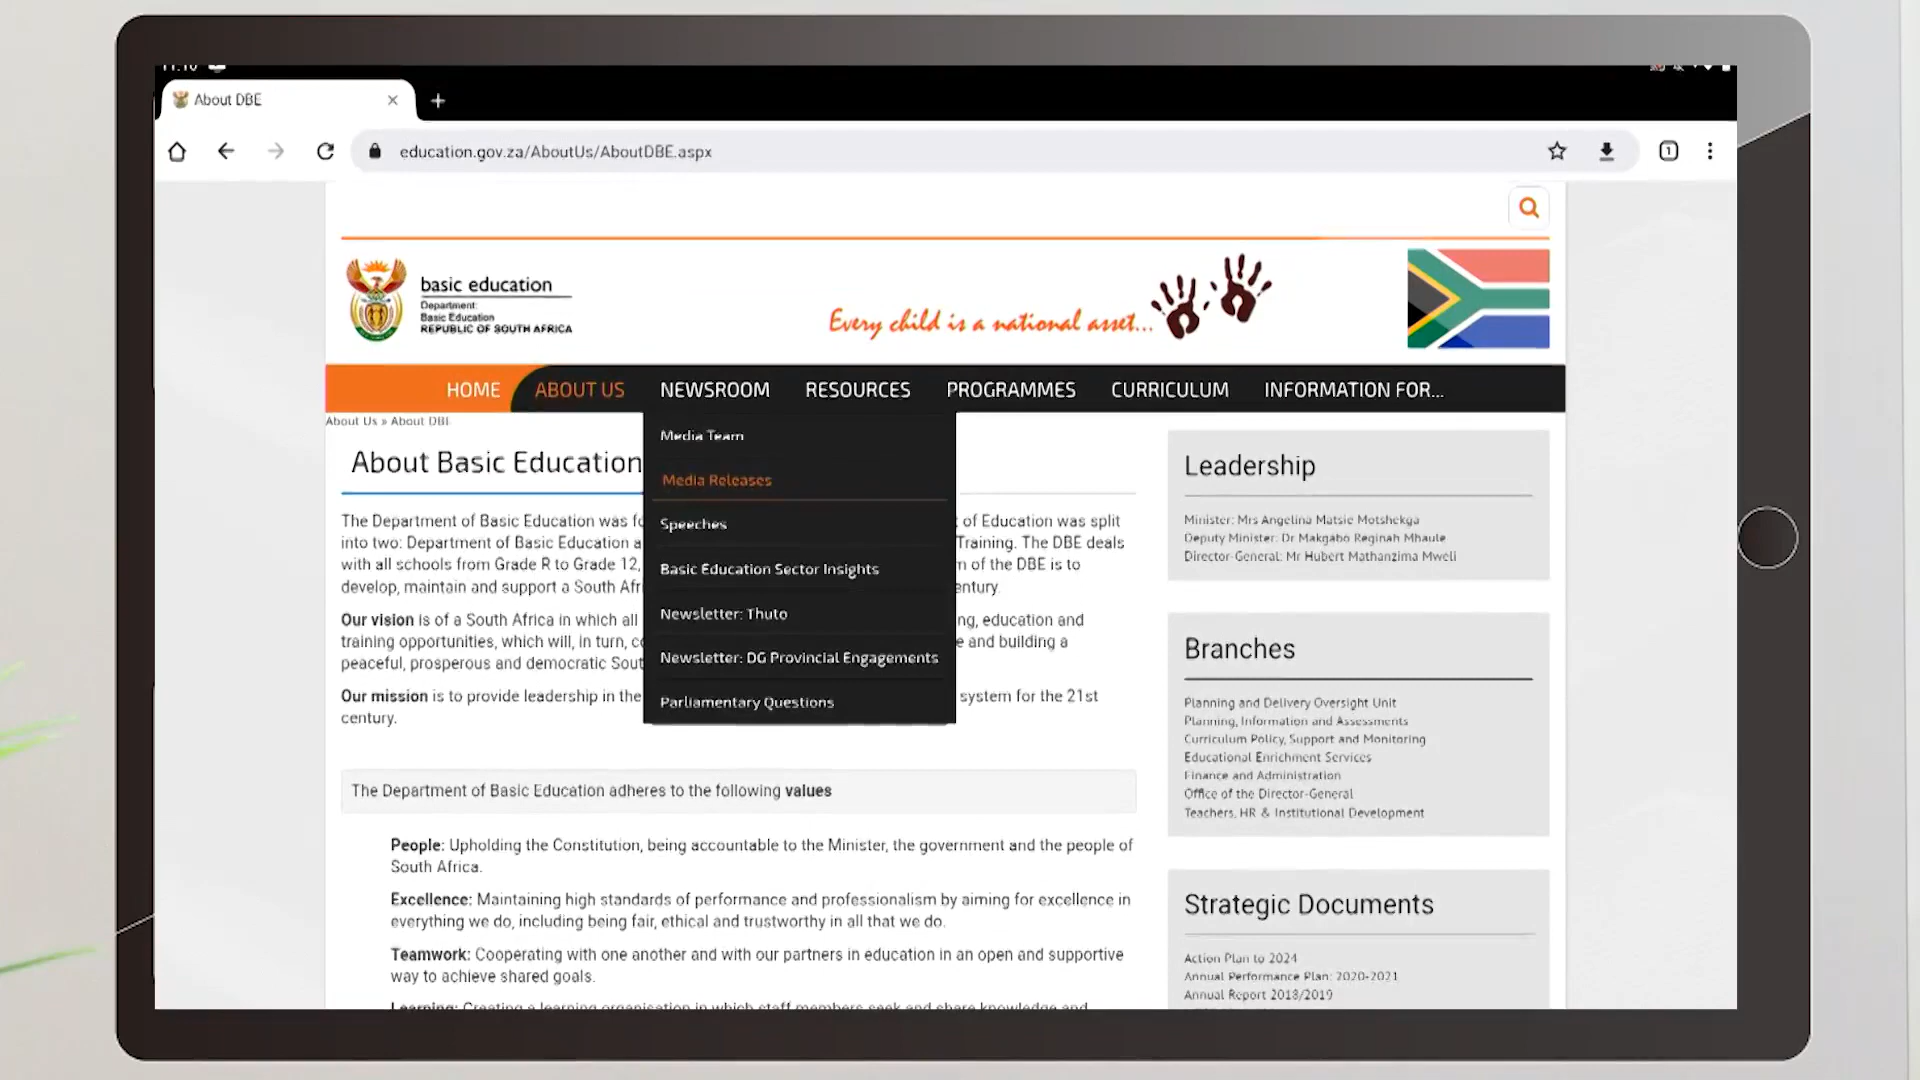 About DBE
education.gov.za/AboutUs/AboutDBE.aspx
1
basic education
Department:
Basic Education
REPUBLIC OF SOUTH AFRICA
Every child is a national asset...
HOME ABOUT US NEWSROOM RESOURCES PROGRAMMES CURRICULUM INFORMATION FOR...
About Us » About DBE
Media Team
Media Releases
Speeches
Basic Education Sector Insights
Newsletter: Thuto
Newsletter: DG Provincial Engagements
Parliamentary Questions
About Basic Education
The Department of Basic Education was of Education was split
into two: Department of Basic Education Training. The DBE deals
with all schools from Grade R to Grade 12, of the DBE is to
develop, maintain and support a South
Our vision is of a South Africa in which all education and
training opportunities, which will, in turn, and building a
peaceful, prosperous and democratic
Our mission is to provide leadership in the system for the 21st
century.
The Department of Basic Education adheres to the following values
People: Upholding the Constitution, being accountable to the Minister, the government and the people of
South Africa.
Excellence: Maintaining high standards of performance and professionalism by aiming for excellence in
everything we do, including being fair, ethical and trustworthy in all that we do.
Teamwork: Cooperating with one another and with our partners in education in an open and supportive
way to achieve shared goals.
Learning: Creating a learning organisation in which staff members seek and share knowledge and
Leadership
Minister: Mrs Angelina Matsie Motshekga
Deputy Minister: Dr Makgabo Reginah Mhaule
Director-General: Mr Hubert Mathanzima Mweli
Branches
Planning and Delivery Oversight Unit
Planning, Information and Assessments
Curriculum Policy, Support and Monitoring
Educational Enrichment Services
Finance and Administration
Office of the Director-General
Teachers, HR & Institutional Development
Strategic Documents
Action Plan to 2024
Annual Performance Plan: 2020-2021
Annual Report 2018/2019